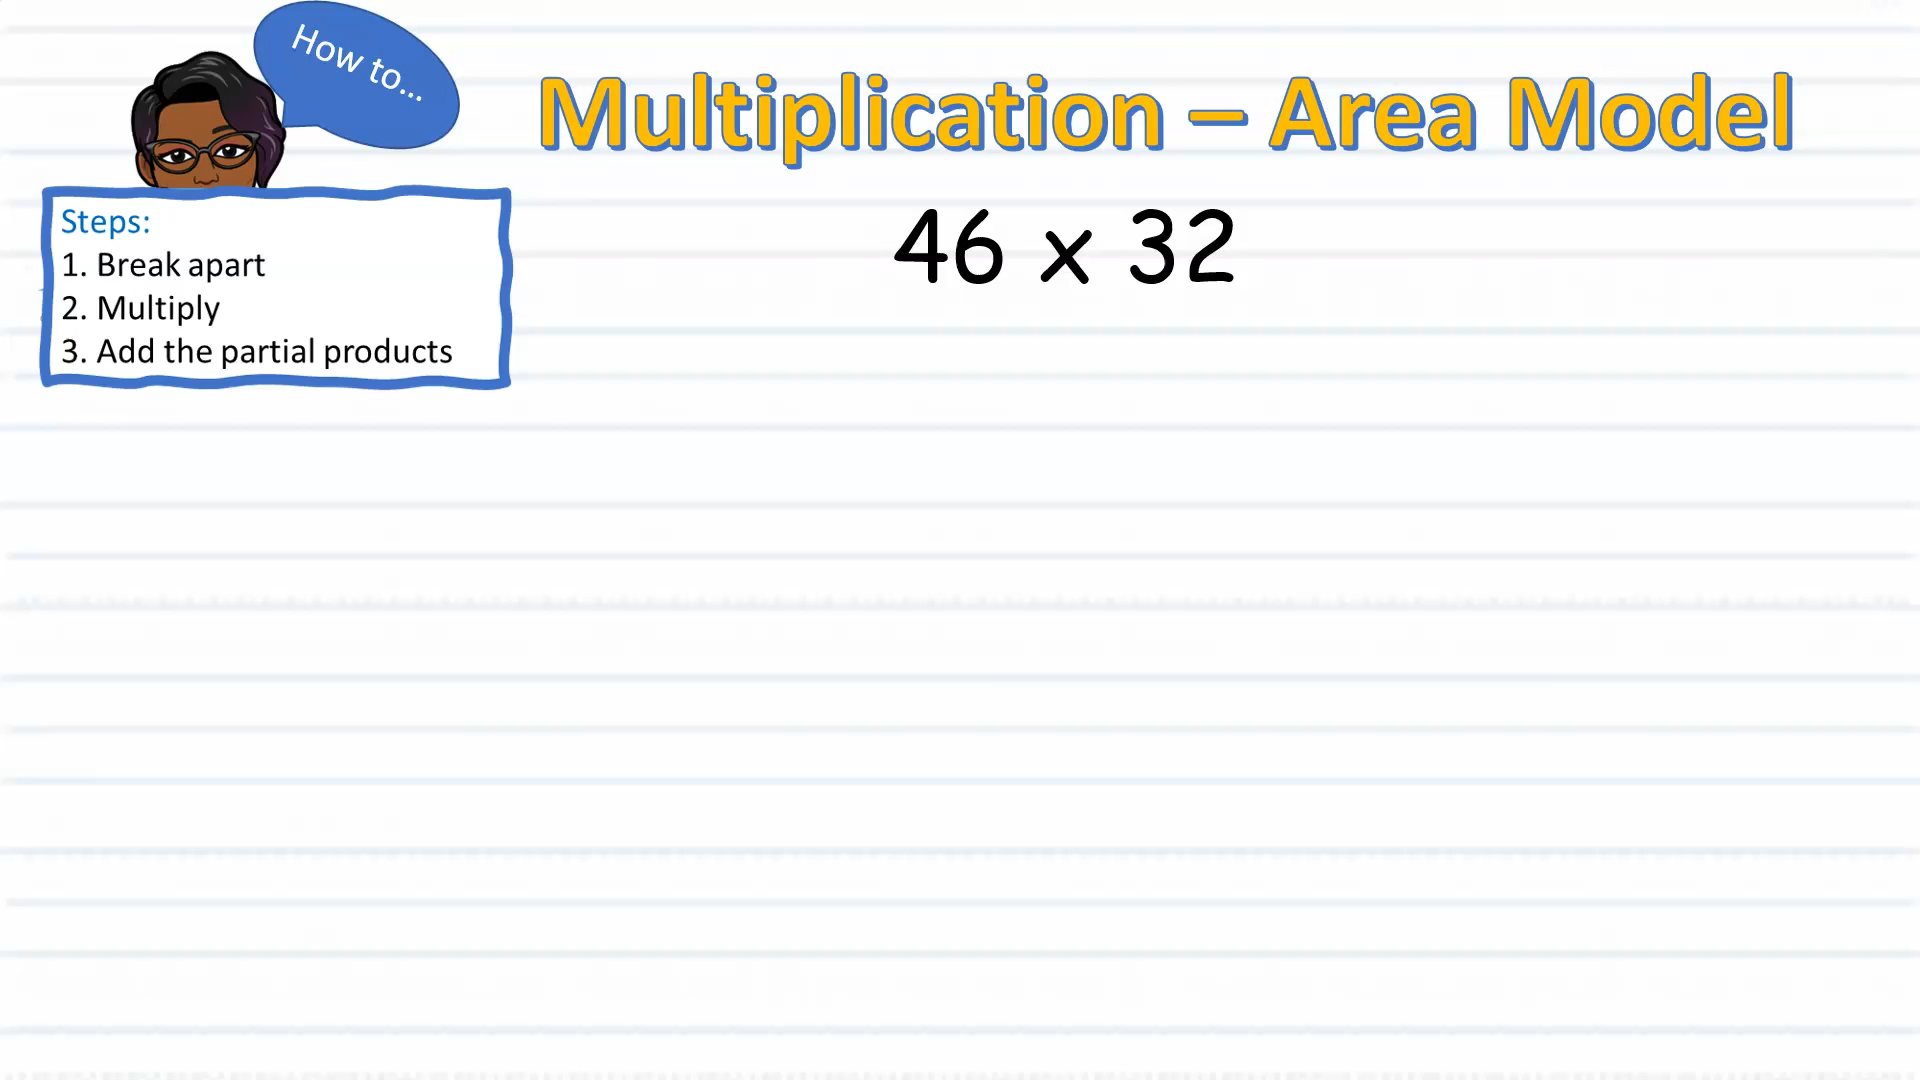 How to...
Multiplication – Area Model
46 x 32
Steps:
1. Break apart
2. Multiply
3. Add the partial products